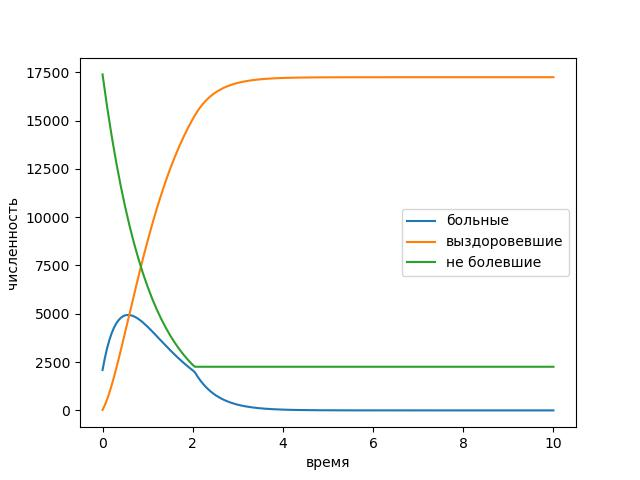 17500
15000
12500
10000
7500
5000
2500
0
численность
больные
выздоровевшие
не болевшие
0 2 4 6 8 10
время